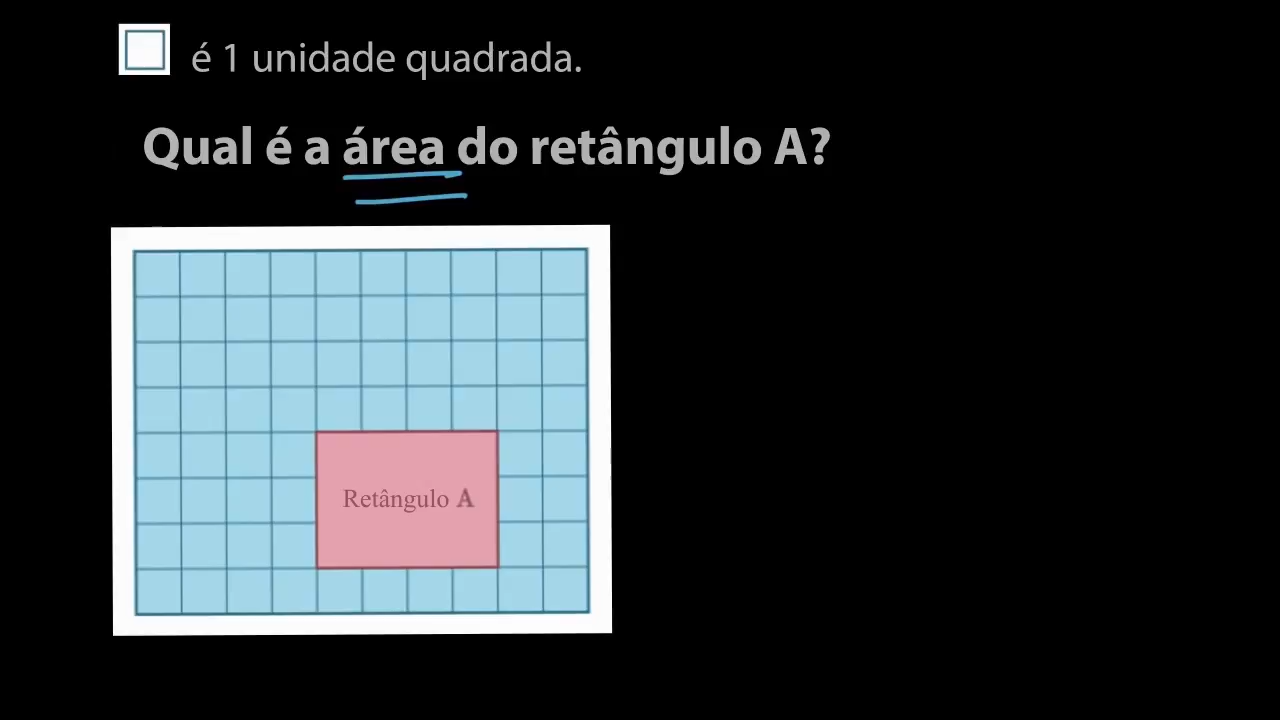 é 1 unidade quadrada.
Qual é a área do retângulo A?
Retângulo A